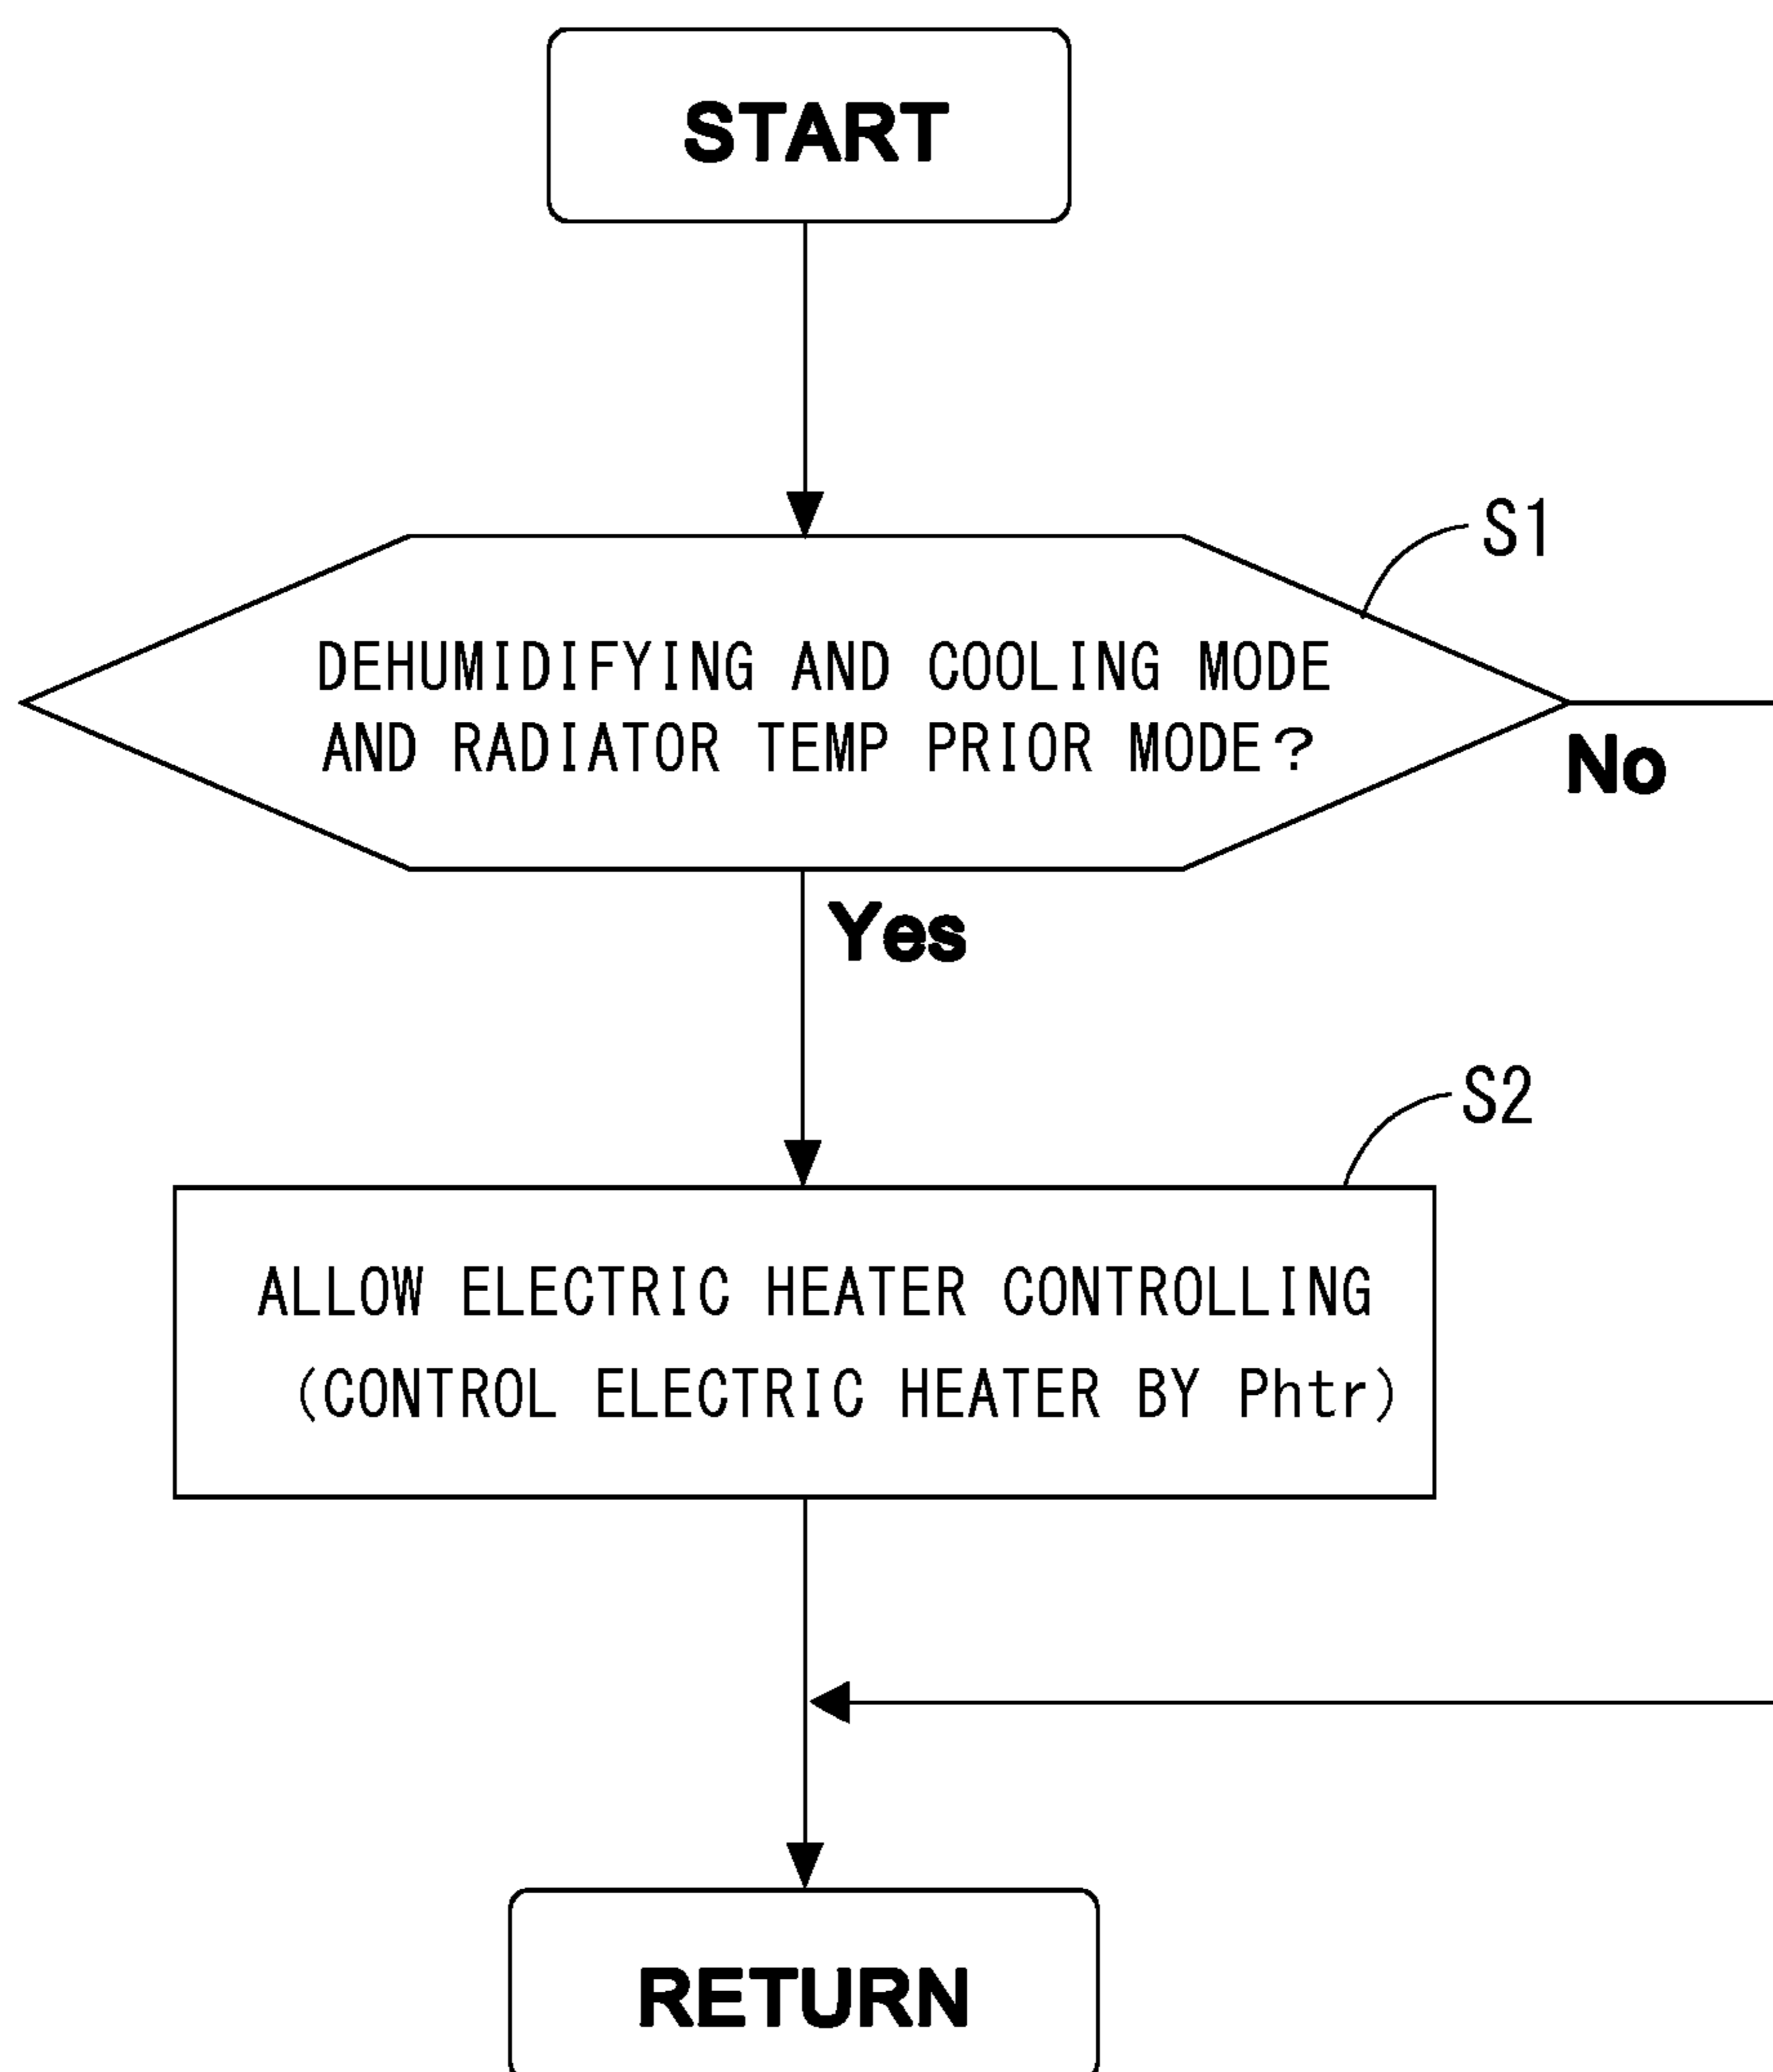 START
S1
DEHUMIDIFYING AND COOLING MODE
AND RADIATOR TEMP PRIOR MODE?
No
Yes
S2
ALLOW ELECTRIC HEATER CONTROLLING
(CONTROL ELECTRIC HEATER BY Phtr)
RETURN